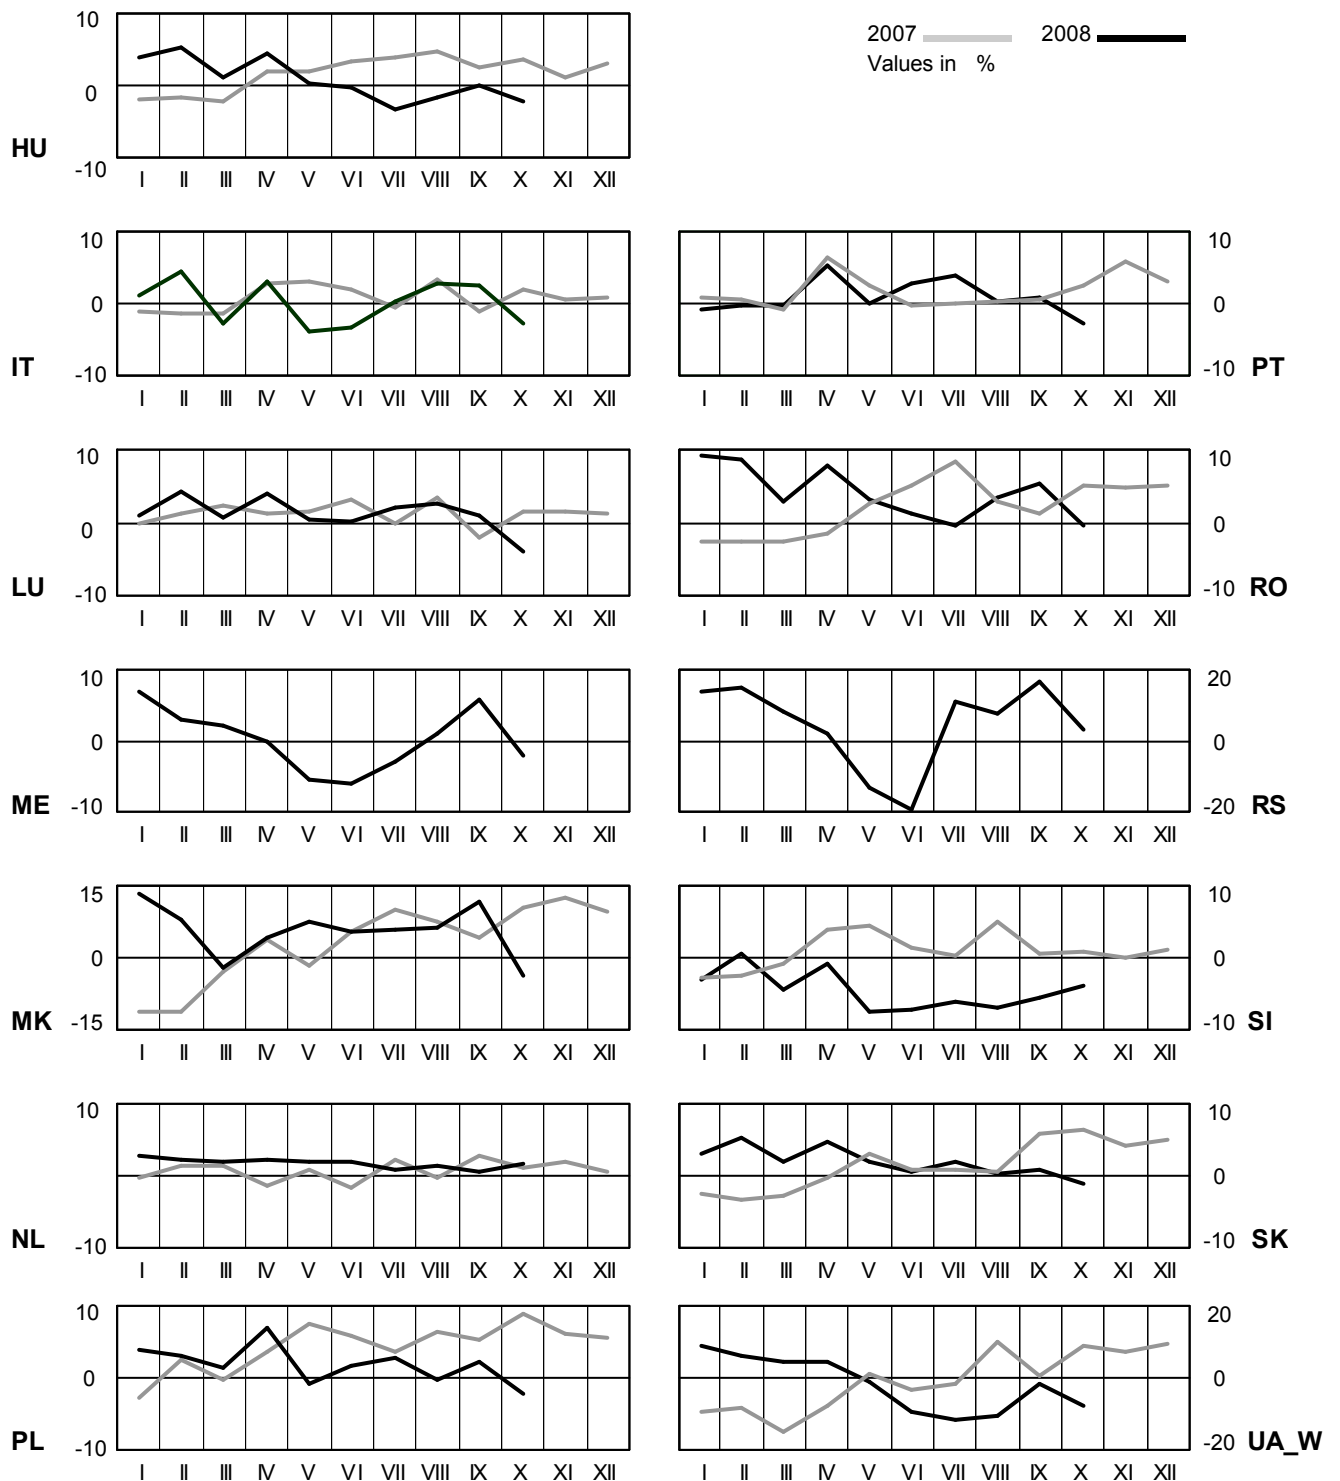 2007 2008
Values in %
10
0
HU -10
I II III IV V VI VII VIII IX X XI XII
10
0
IT -10
I II III IV V VI VII VIII IX X XI XII
10
0
-10 PT
I II III IV V VI VII VIII IX X XI XII
10
0
LU -10
I II III IV V VI VII VIII IX X XI XII
10
0
-10 RO
I II III IV V VI VII VIII IX X XI XII
10
0
ME -10
I II III IV V VI VII VIII IX X XI XII
20
0
-20 RS
I II III IV V VI VII VIII IX X XI XII
15
0
MK -15
I II III IV V VI VII VIII IX X XI XII
10
0
-10 SI
I II III IV V VI VII VIII IX X XI XII
10
0
NL -10
I II III IV V VI VII VIII IX X XI XII
10
0
-10 SK
I II III IV V VI VII VIII IX X XI XII
10
0
PL -10
I II III IV V VI VII VIII IX X XI XII
20
0
-20 UA_W
I II III IV V VI VII VIII IX X XI XII